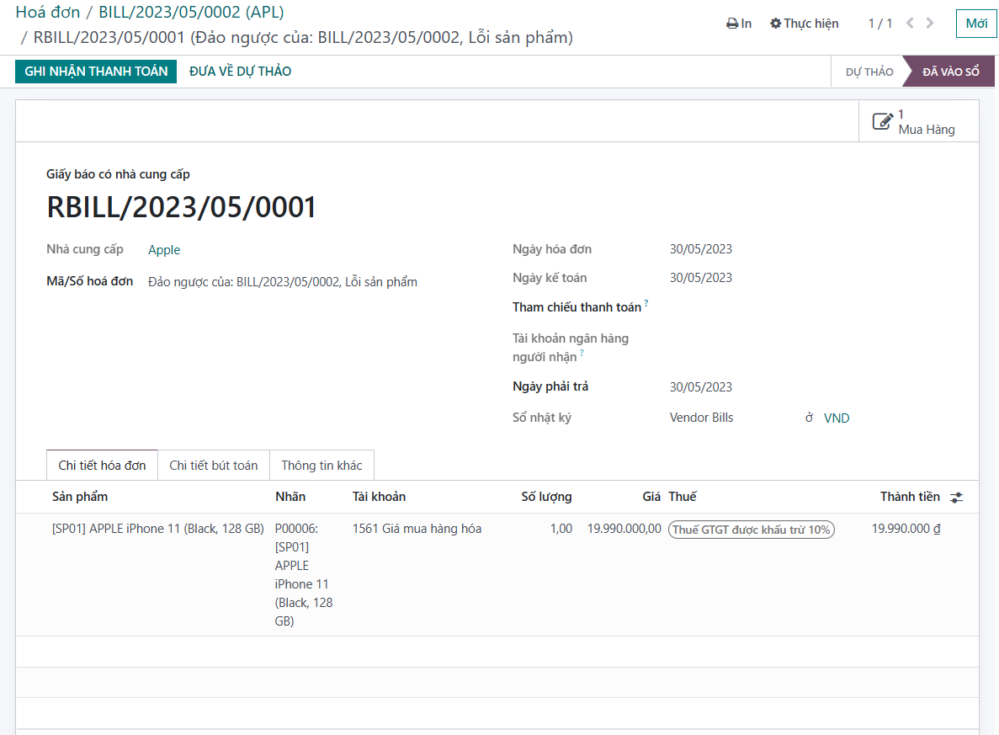 Hoá đơn / BILL/2023/05/0002 (APL)
/ RBILL/2023/05/0001 (Đảo ngược của: BILL/2023/05/0002, Lỗi sản phẩm)
In Thực hiện 1 / 1 Mới
GHI NHẬN THANH TOÁN ĐƯA VỀ DỰ THẢO DỰ THẢO ĐÃ VÀO SỔ
1
Mua Hàng
Giấy báo có nhà cung cấp
RBILL/2023/05/0001
Nhà cung cấp Apple
Mã/Số hoá đơn Đảo ngược của: BILL/2023/05/0002, Lỗi sản phẩm
Ngày hóa đơn 30/05/2023
Ngày kế toán 30/05/2023
Tham chiếu thanh toán ?
Tài khoản ngân hàng
người nhận ?
Ngày phải trả 30/05/2023
Sổ nhật ký Vendor Bills ở VND
Chi tiết hóa đơn Chi tiết bút toán Thông tin khác
Sản phẩm Nhãn Tài khoản Số lượng Giá Thuế Thành tiền
[SP01] APPLE iPhone 11 (Black, 128 GB) P00006: 1561 Giá mua hàng hóa 1,00 19.990.000,00 Thuế GTGT được khấu trừ 10% 19.990.000 ₫
[SP01]
APPLE
iPhone 11
(Black, 128
GB)